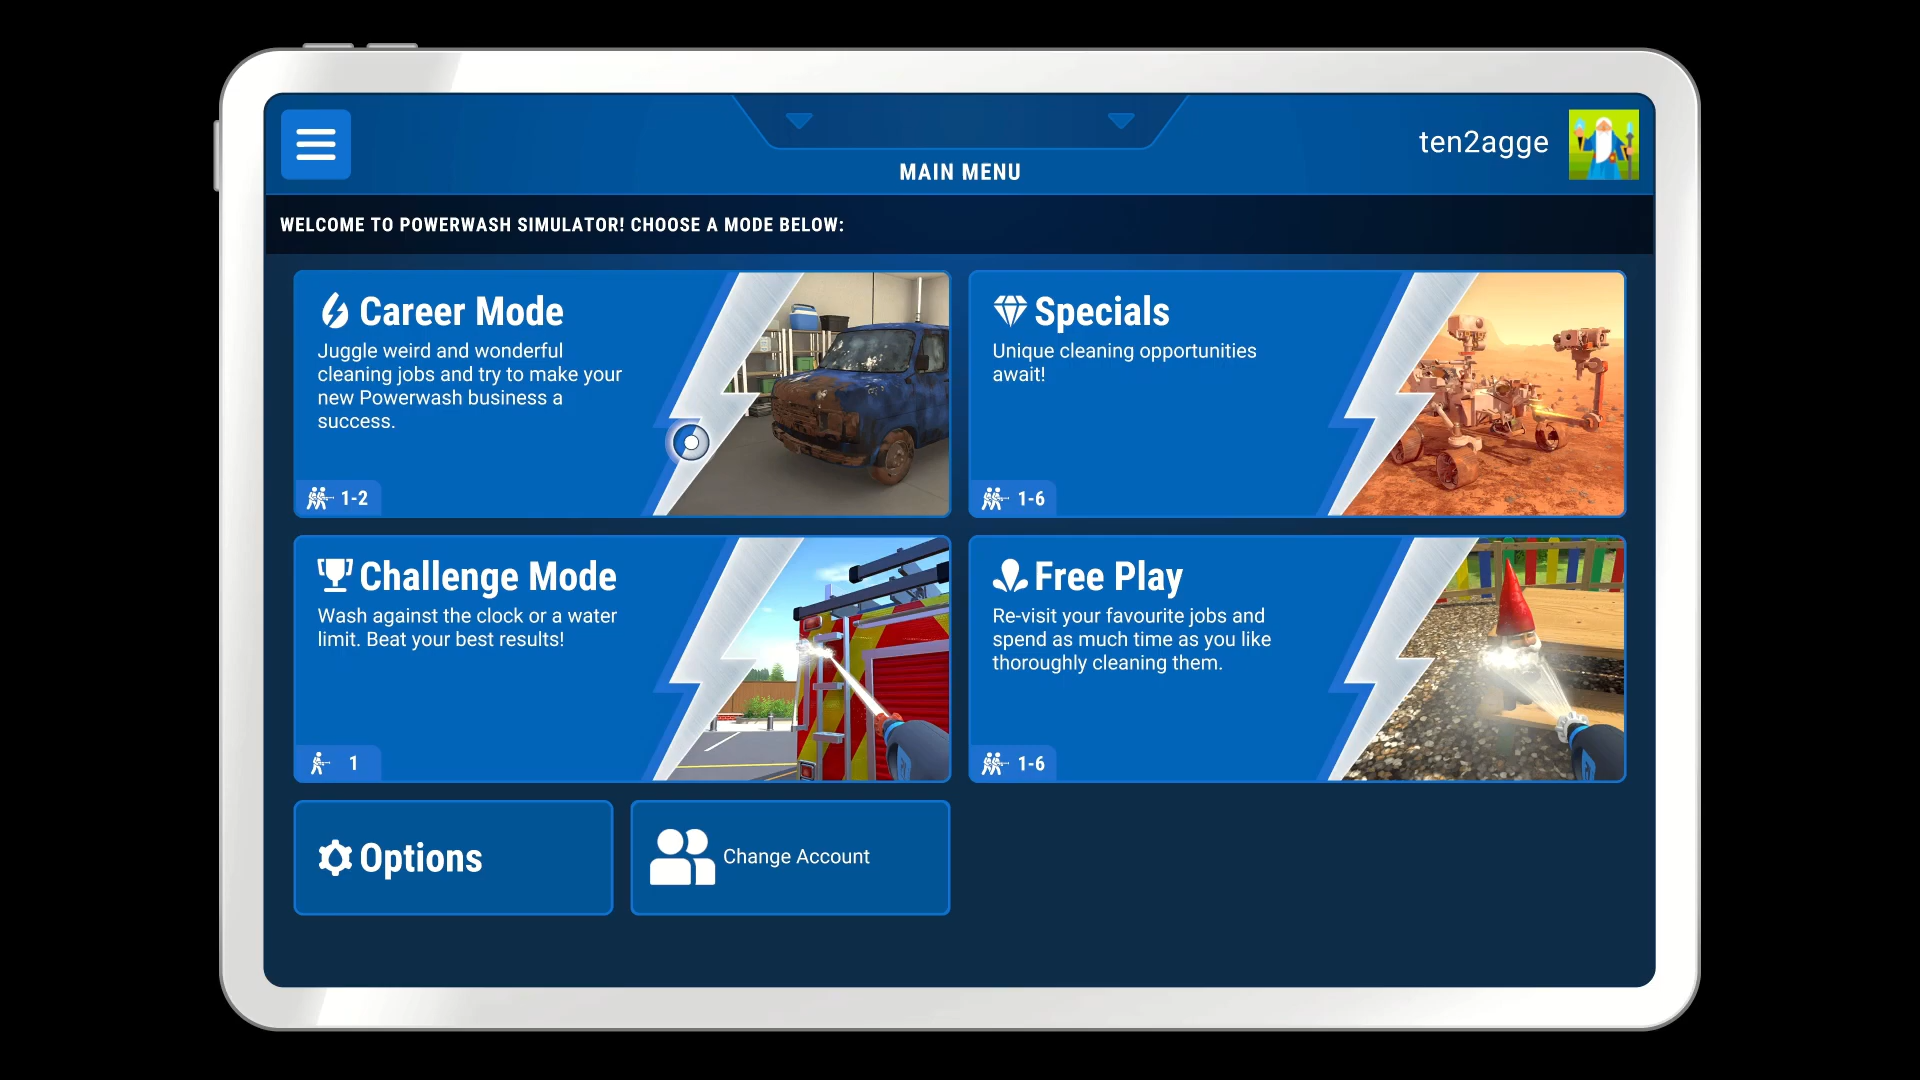 ten2agge
MAIN MENU
WELCOME TO POWERWASH SIMULATOR! CHOOSE A MODE BELOW:
Career Mode
Juggle weird and wonderful
cleaning jobs and try to make your
new Powerwash business a
success.
1-2
Specials
Unique cleaning opportunities
await!
1-6
Challenge Mode
Wash against the clock or a water
limit. Beat your best results!
1
Free Play
Re-visit your favourite jobs and
spend as much time as you like
thoroughly cleaning them.
1-6
Options
Change Account